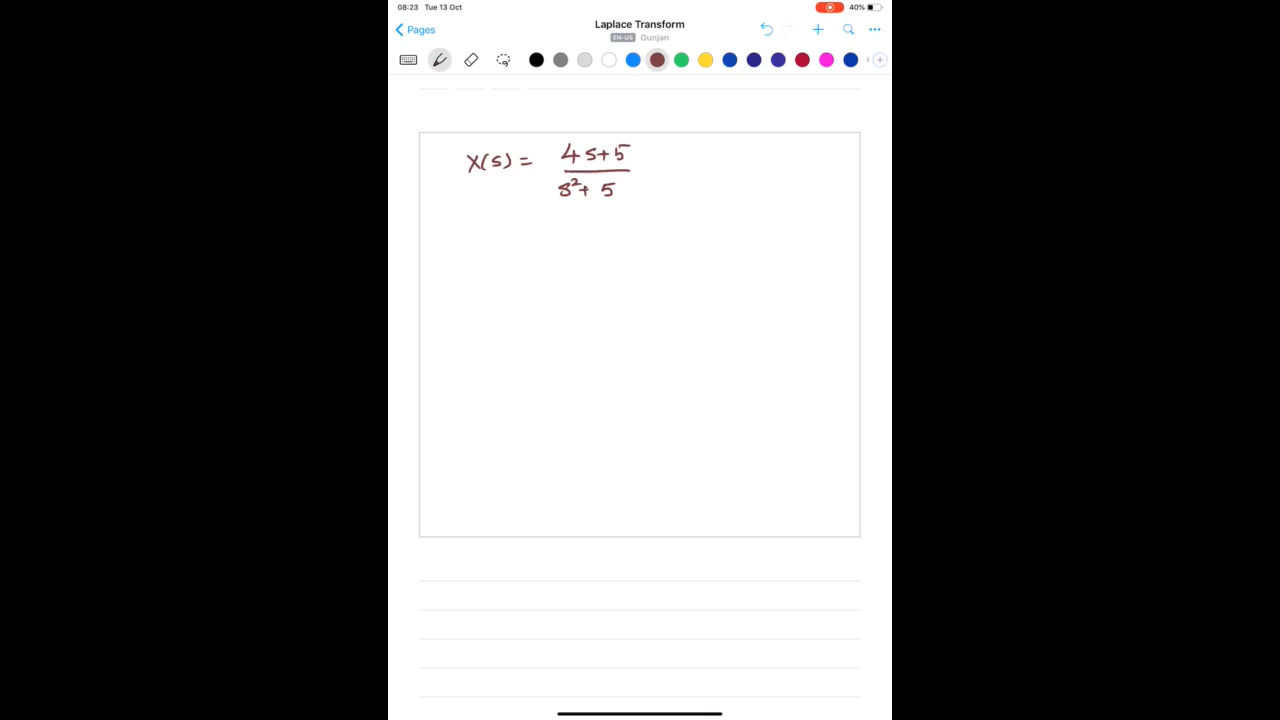 08:23 Tue 13 Oct 40%
Pages
Laplace Transform
EN-US Gunjan
X(s) = 4s+5
s²+ 5